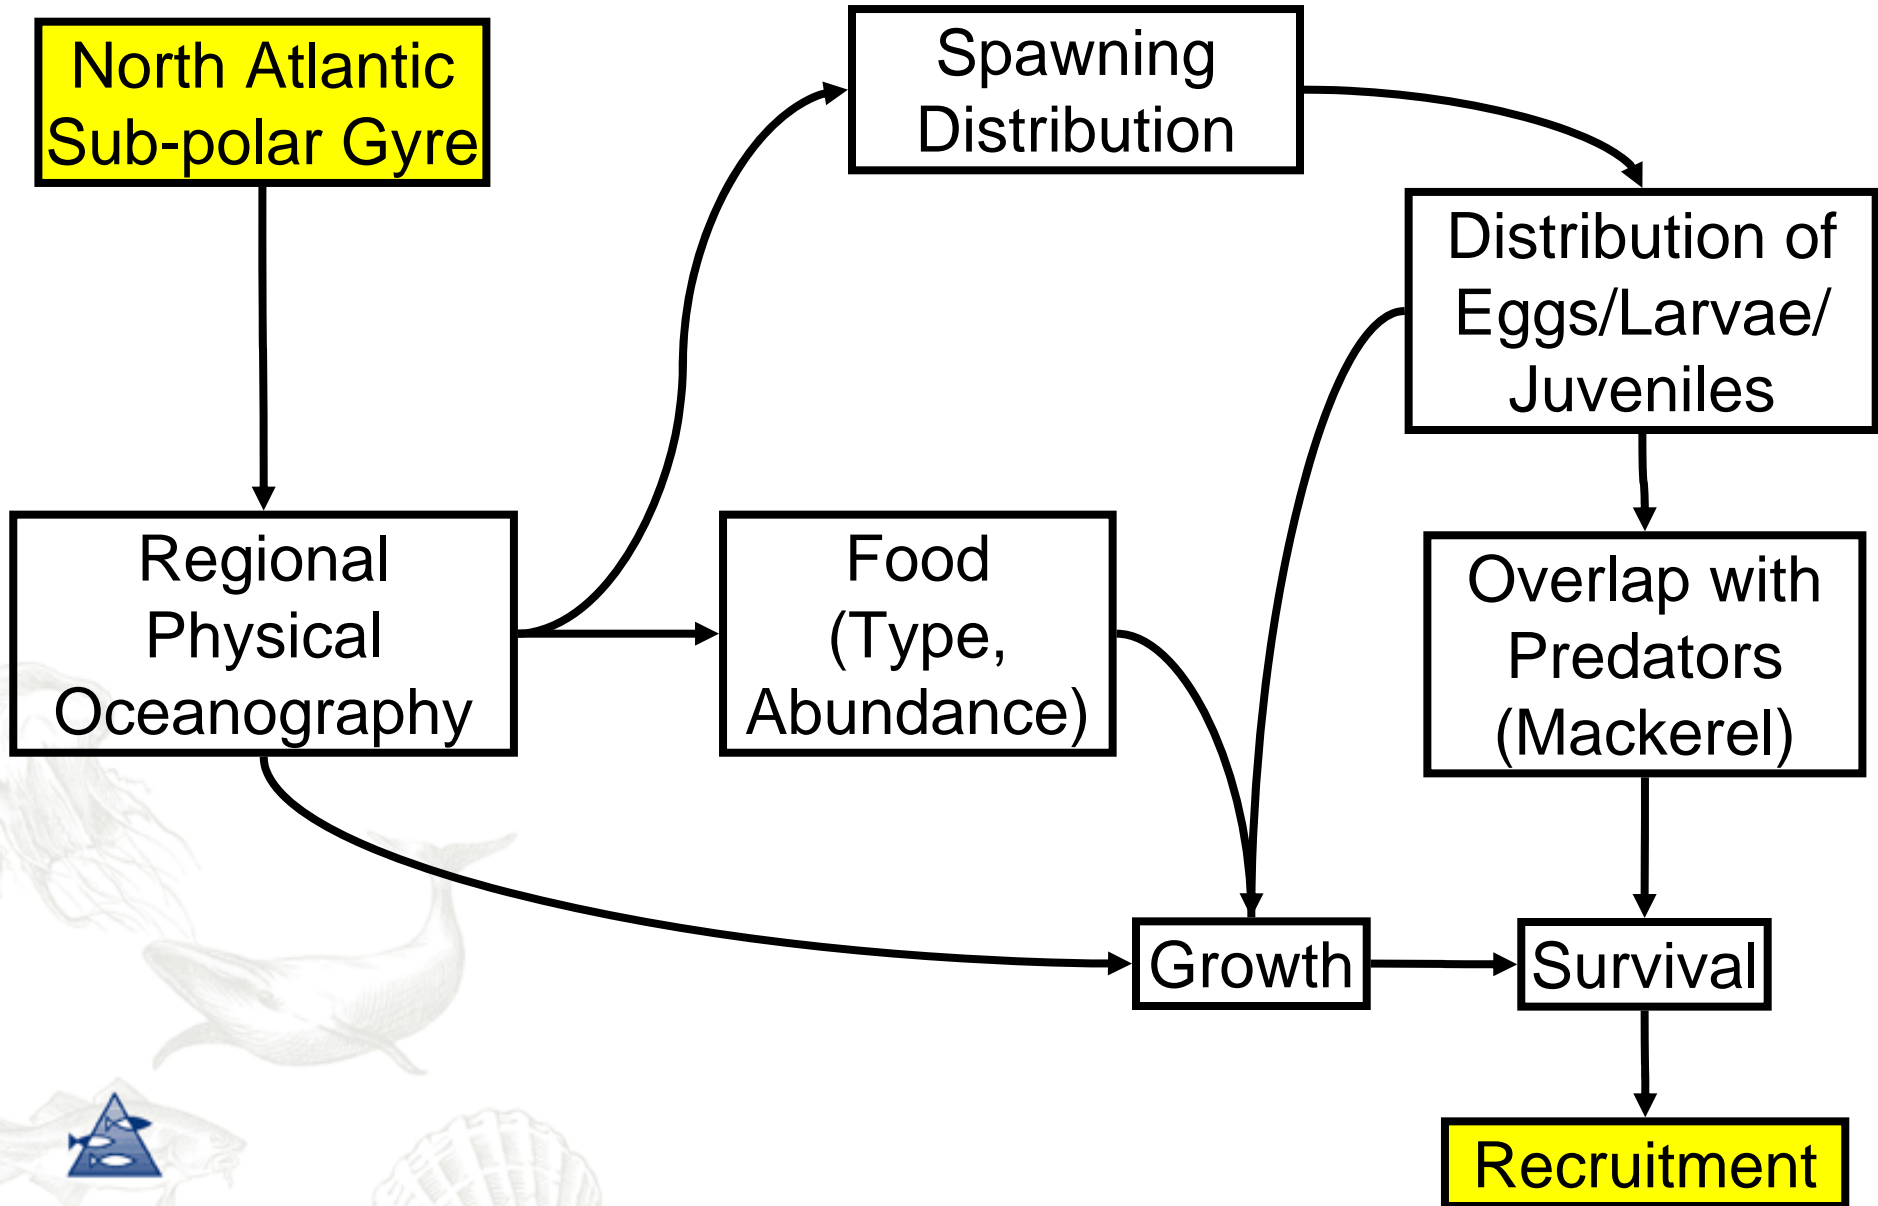 North Atlantic
Sub-polar Gyre
Spawning
Distribution
Distribution of
Eggs/Larvae/
Juveniles
Regional
Physical
Oceanography
Food
(Type,
Abundance)
Overlap with
Predators
(Mackerel)
Growth
Survival
Recruitment